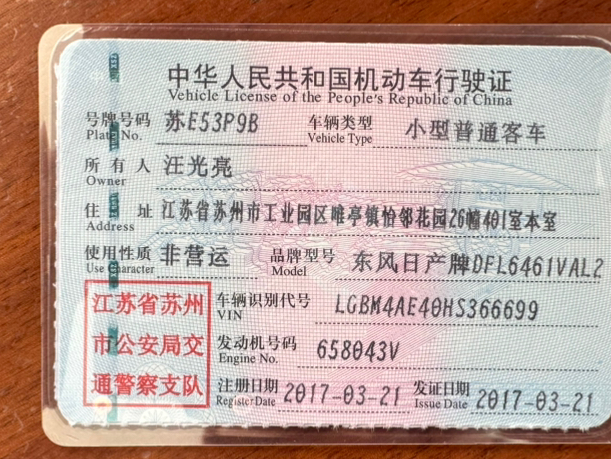 中华人民共和国机动车行驶证
Vehicle License of the People's Republic of China
号牌号码 苏E53P9B 车辆类型 小型普通客车
Plate No. Vehicle Type
所有人 汪光亮
Owner
住址 江苏省苏州市工业园区唯亭镇怡邻花园26幢401室本室
Address
使用性质 非营运 品牌型号 东风日产牌DFL6461VAL2
Use Character Model
江苏省苏州 车辆识别代号 LGBM4AE40HS366699
VIN
市公安局交 发动机号码 658043V
Engine No.
通警察支队 注册日期 2017-03-21 发证日期 2017-03-21
Register Date Issue Date